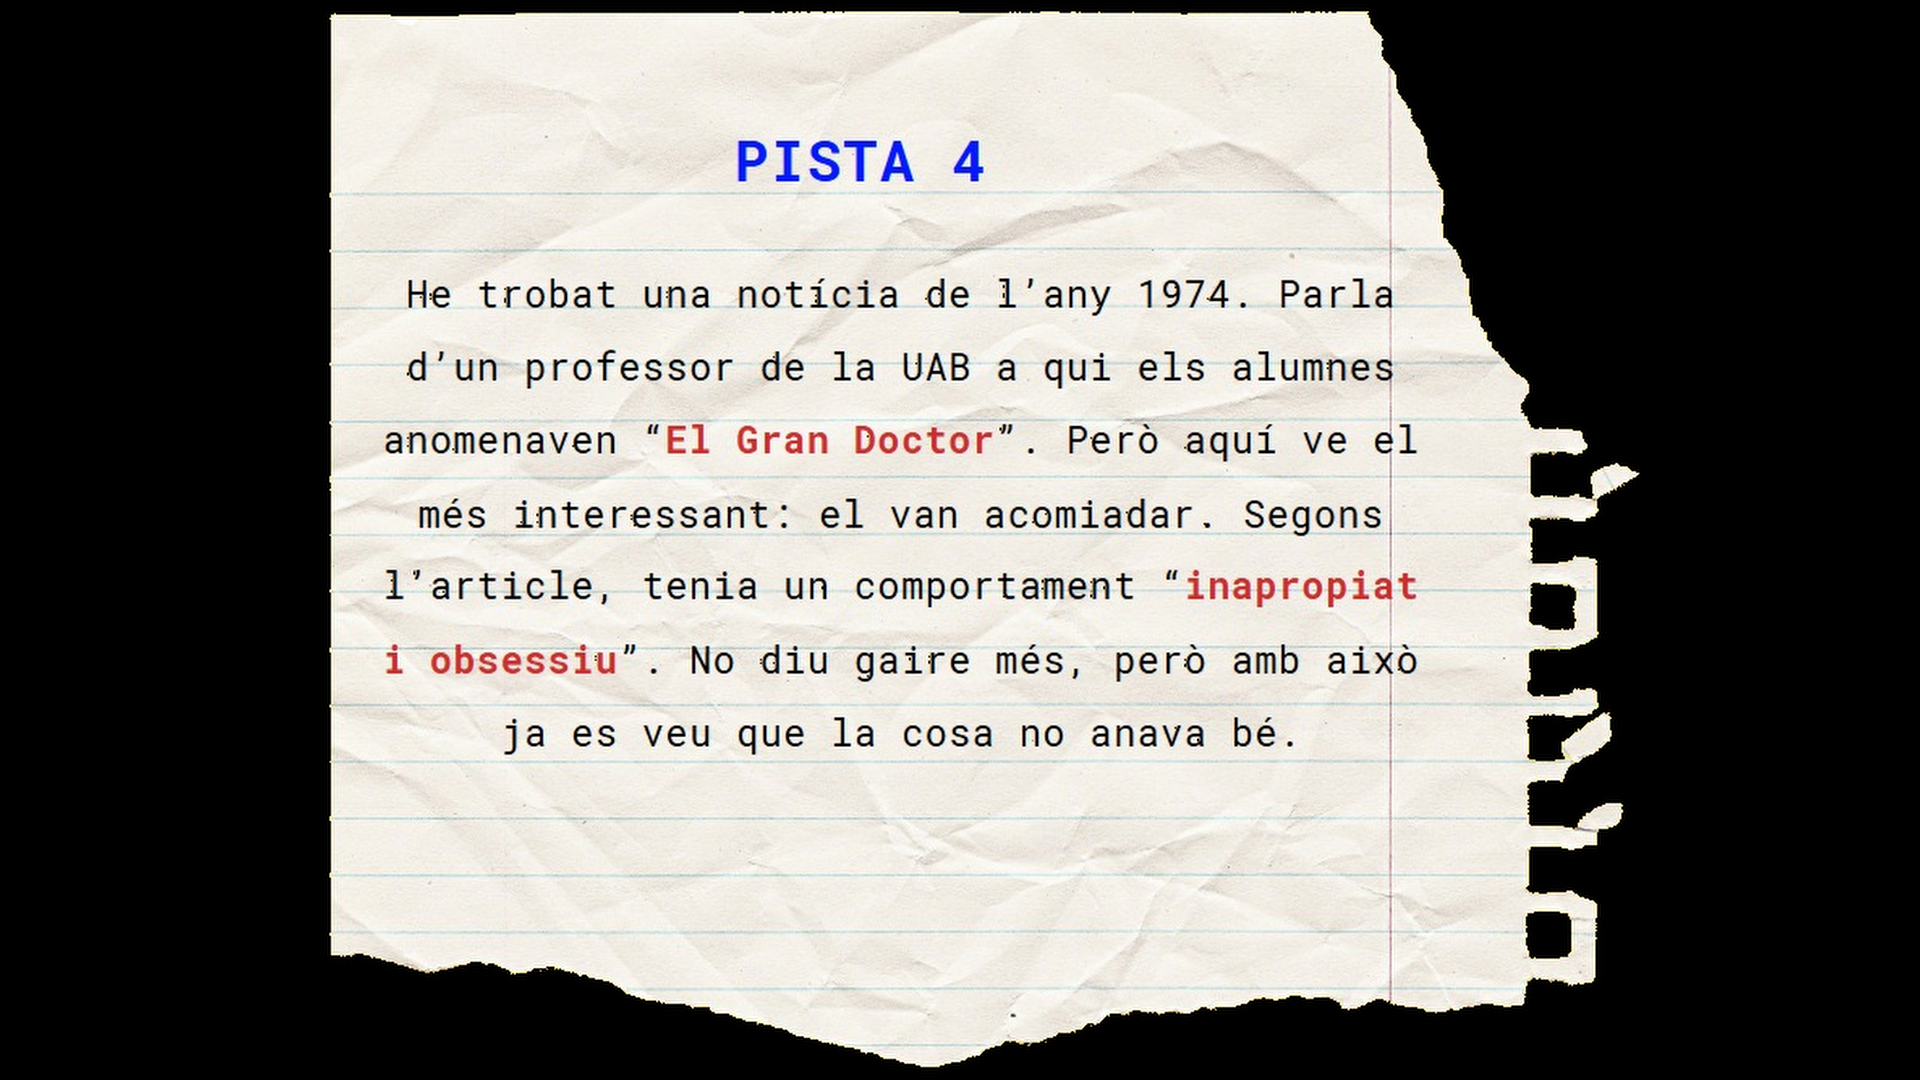 PISTA 4
He trobat una notícia de l’any 1974. Parla
d’un professor de la UAB a qui els alumnes
anomenaven “El Gran Doctor”. Però aquí ve el
més interessant: el van acomiadar. Segons
l’article, tenia un comportament “inapropiat
i obsessiu”. No diu gaire més, però amb això
ja es veu que la cosa no anava bé.